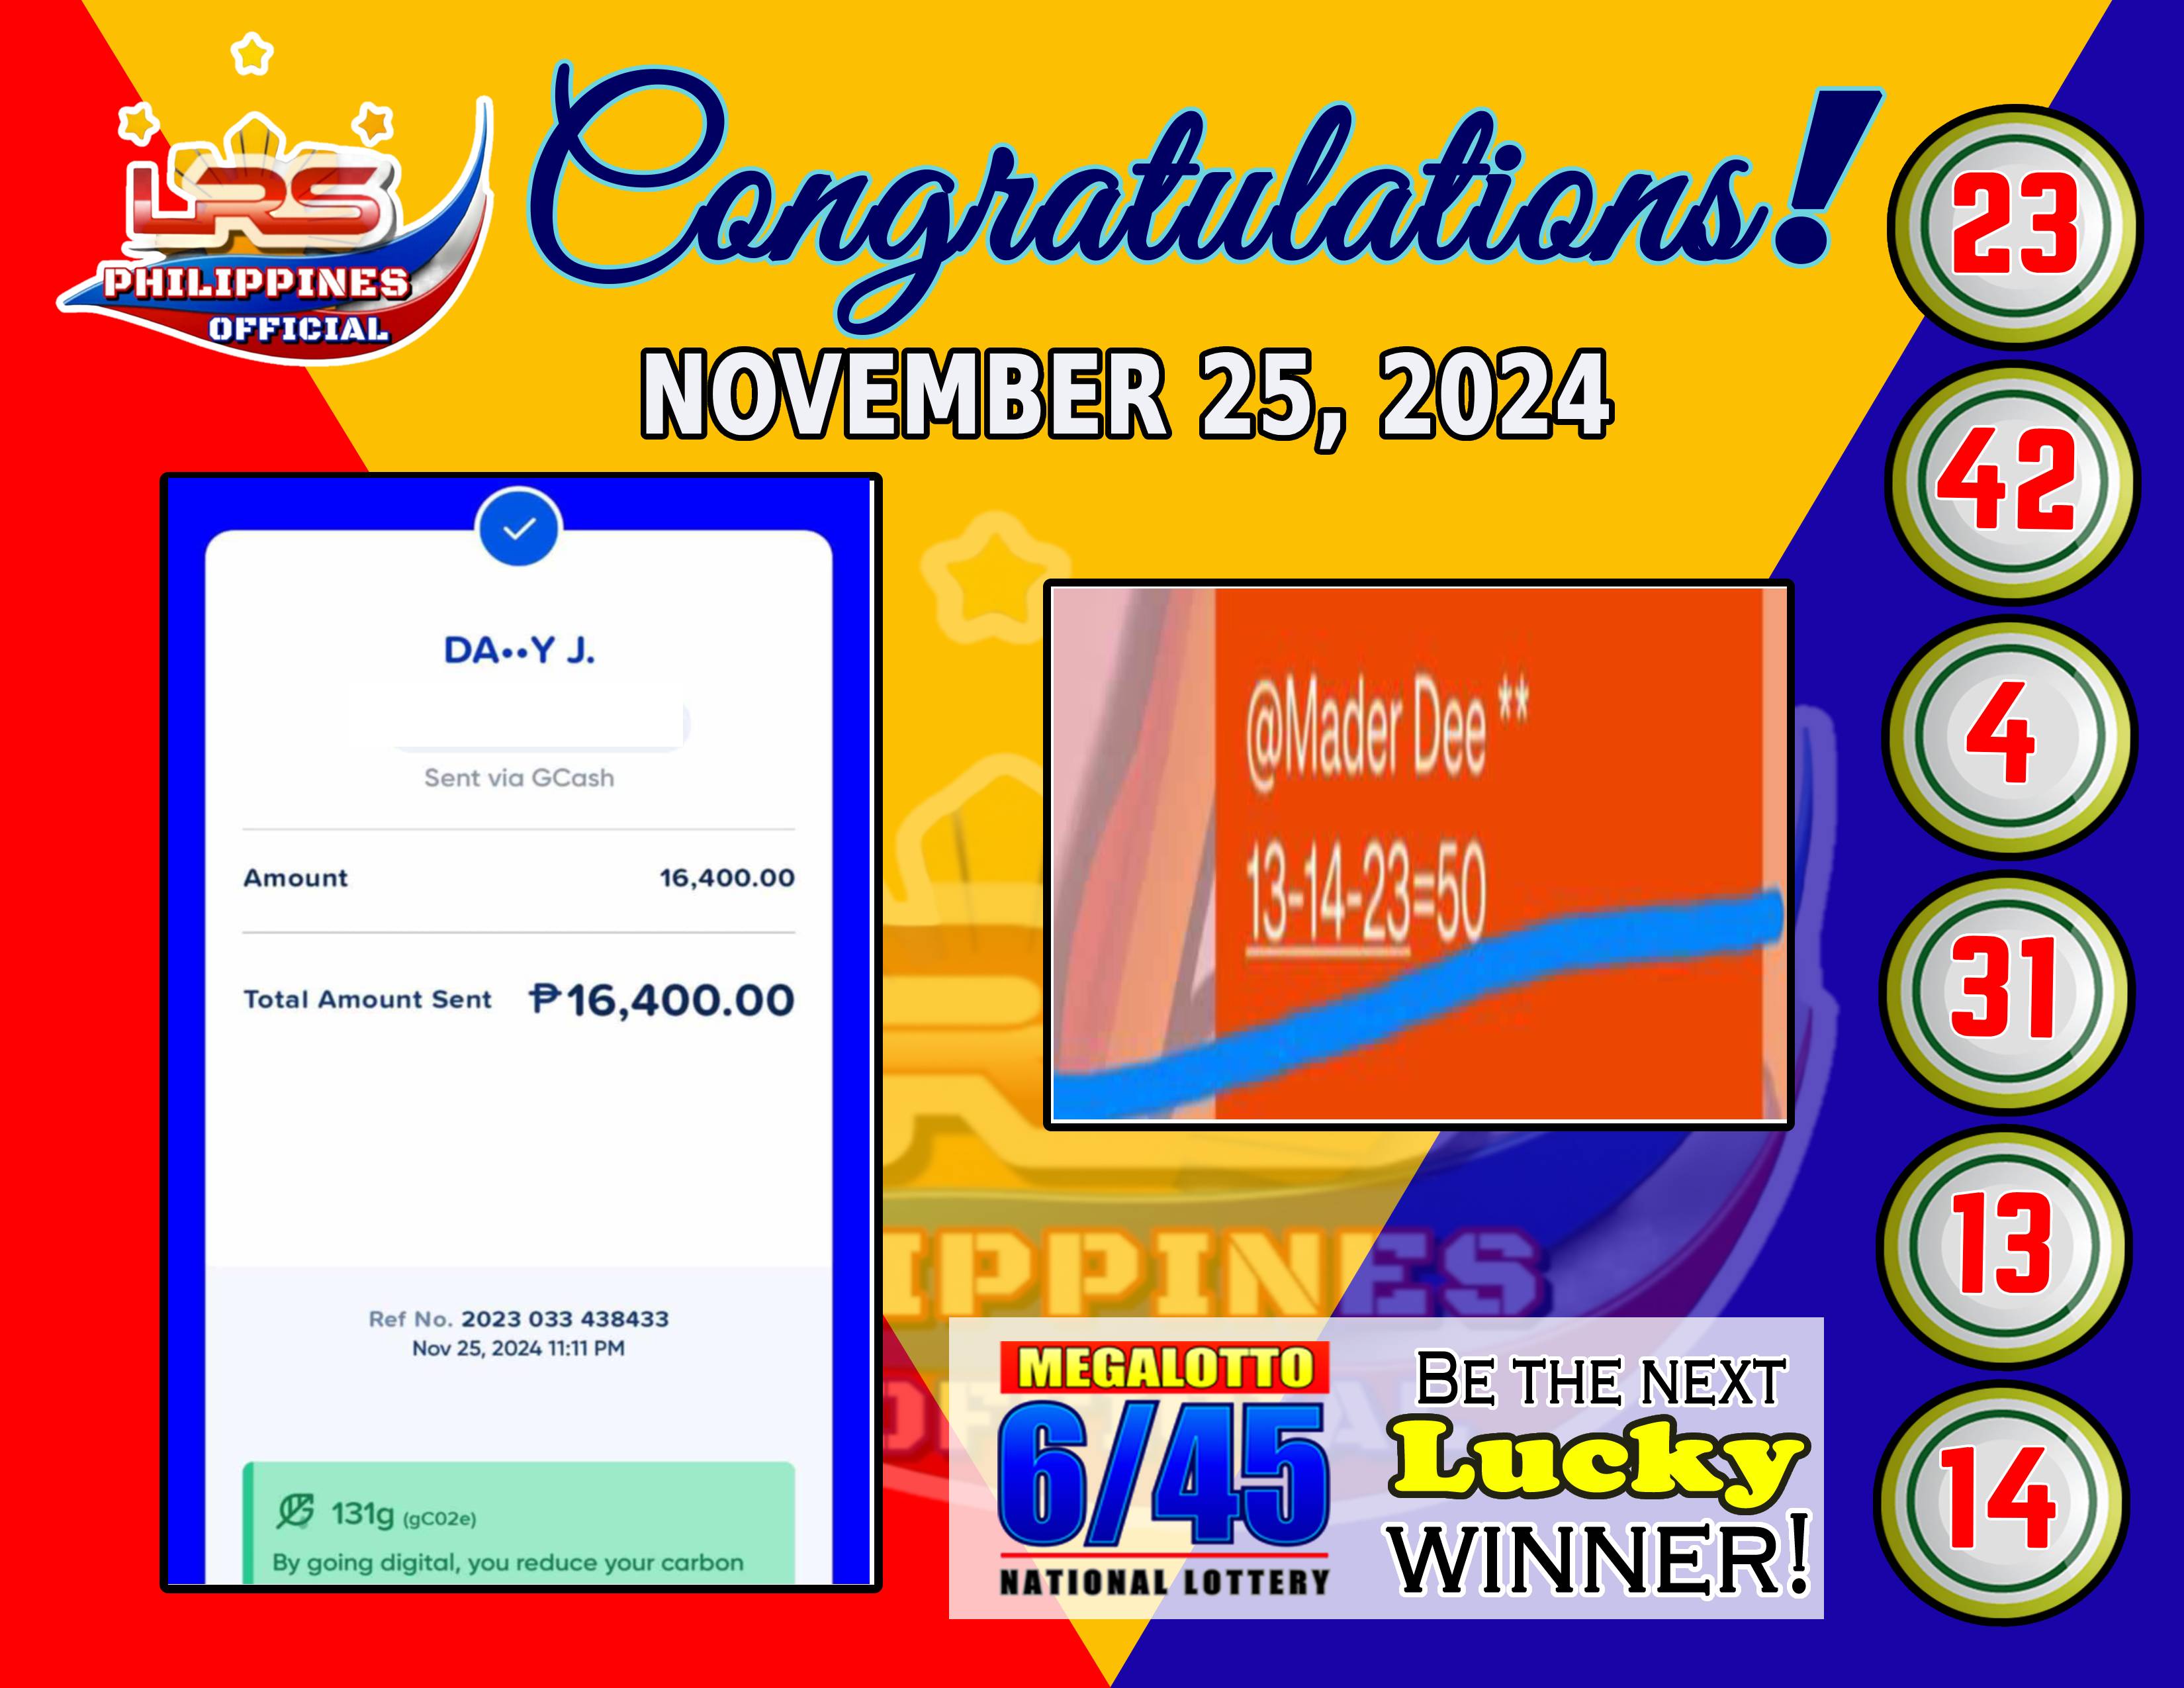 LRS
PHILIPPINES
OFFICIAL
Congratulations!
NOVEMBER 25, 2024
DA••Y J.
Sent via GCash
Amount 16,400.00
Total Amount Sent ₱16,400.00
Ref No. 2023 033 438433
Nov 25, 2024 11:11 PM
131g (gC02e)
By going digital, you reduce your carbon
@Mader Dee **
13-14-23=50
MEGALOTTO
6/45
NATIONAL LOTTERY
BE THE NEXT
Lucky
WINNER!
23
42
4
31
13
14